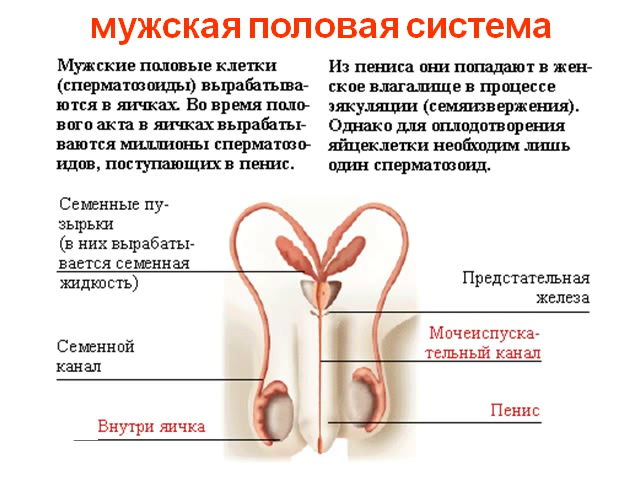 мужская половая система
Мужские половые клетки
(сперматозоиды) вырабатыва-
ются в яичках. Во время поло-
вого акта в яичках вырабаты-
ваются миллионы сперматозо-
идов, поступающих в пенис.
Из пениса они попадают в жен-
ское влагалище в процессе
эякуляции (семяизвержения).
Однако для оплодотворения
яйцеклетки необходим лишь
один сперматозоид.
Семенные пу-
зырьки
(в них вырабаты-
вается семенная
жидкость)
Предстательная
железа
Мочеиспуска-
тельный канал
Семенной
канал
Пенис
Внутри яичка